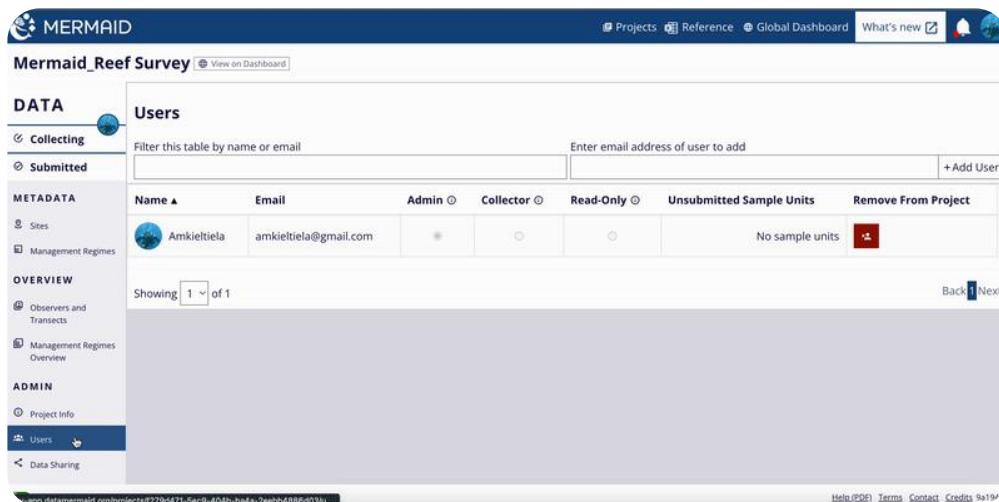 MERMAID
Projects Reference Global Dashboard What's new
Mermaid_Reef Survey View on Dashboard
DATA
Collecting
Submitted
METADATA
Sites
Management Regimes
OVERVIEW
Observers and
Transects
Management Regimes
Overview
ADMIN
Project Info
Users
Data Sharing
Users
Filter this table by name or email
Enter email address of user to add
+ Add User
Name ▲ Email Admin Collector Read-Only Unsubmitted Sample Units Remove From Project
Amkieltiela amkieltiela@gmail.com No sample units
Showing 1 of 1
Back 1 Next
Help (PDF) Terms Contact Credits